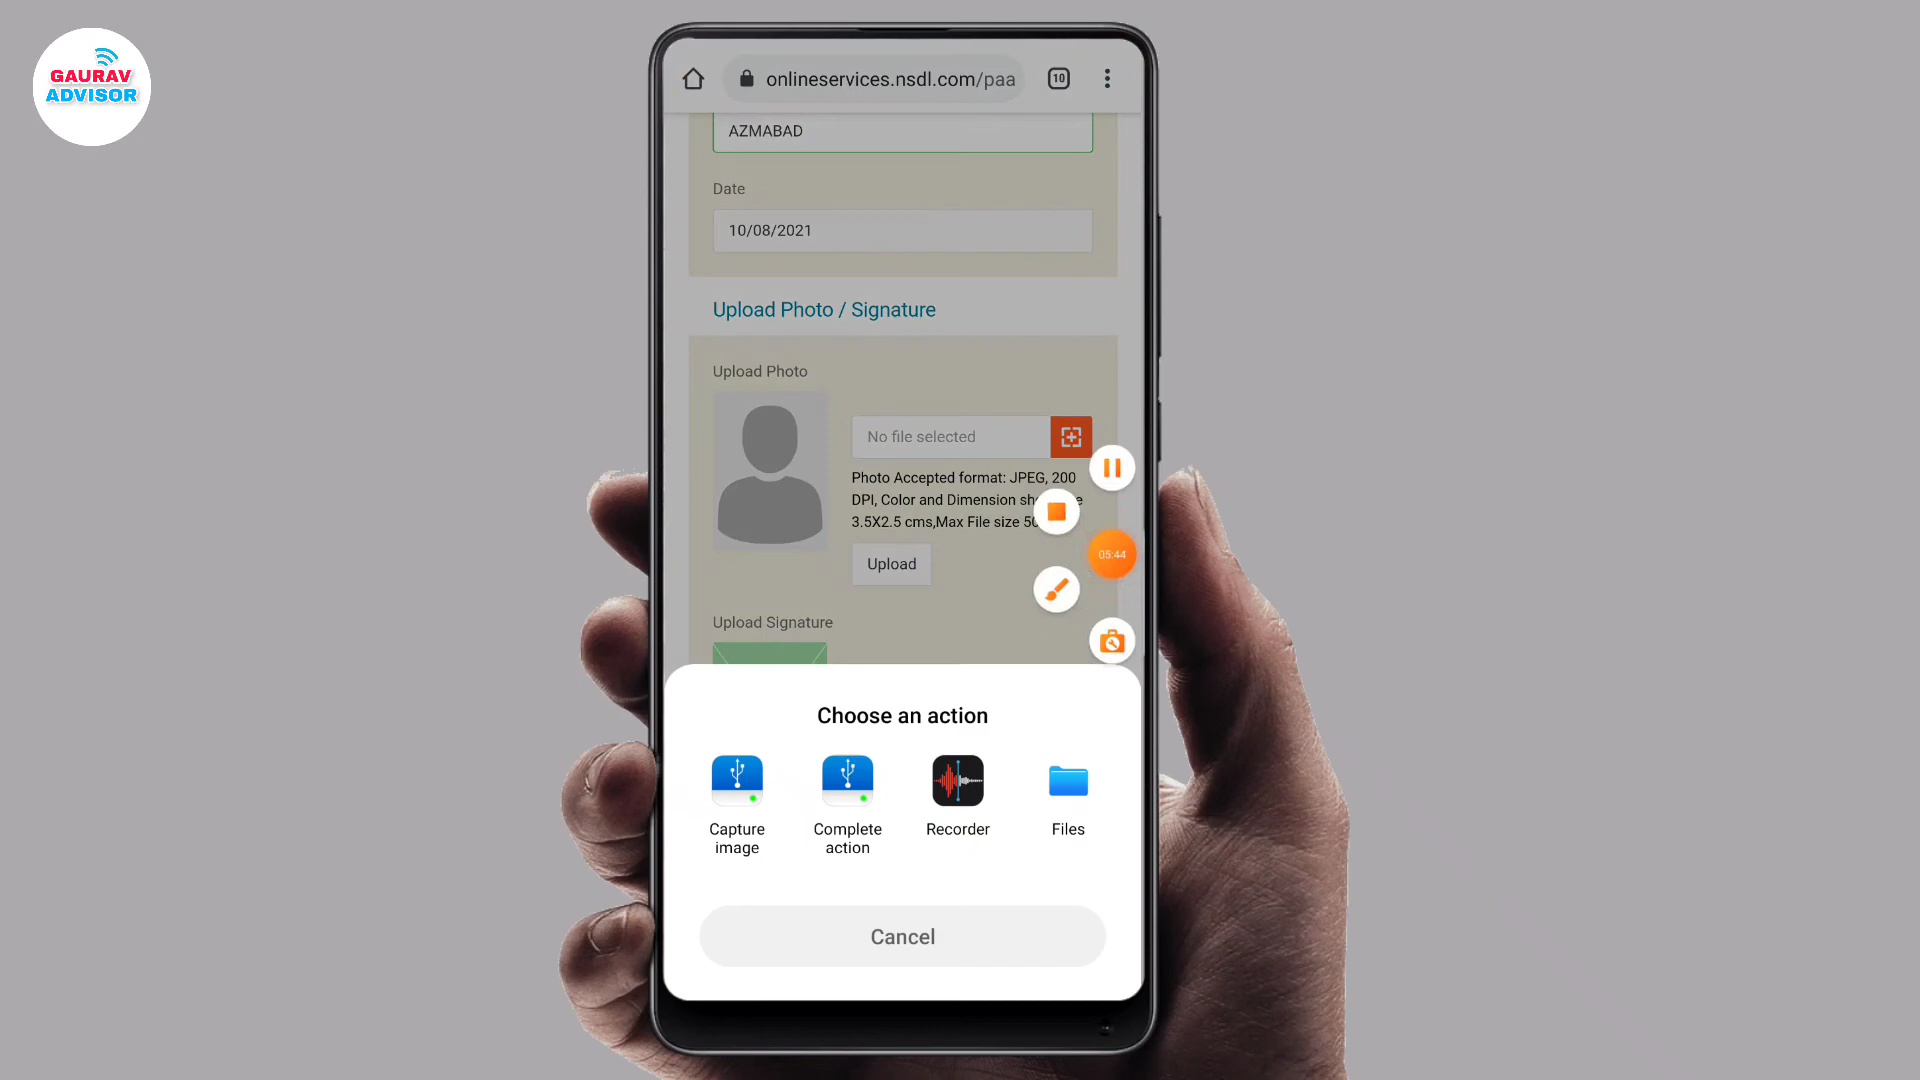 GAURAV
ADVISOR
onlineservices.nsdl.com/paa
10
AZMABAD
Date
10/08/2021
Upload Photo / Signature
Upload Photo
No file selected
Photo Accepted format: JPEG, 200
DPI, Color and Dimension
3.5X2.5 cms,Max File size
Upload
05:44
Upload Signature
Choose an action
Capture image
Complete action
Recorder
Files
Cancel